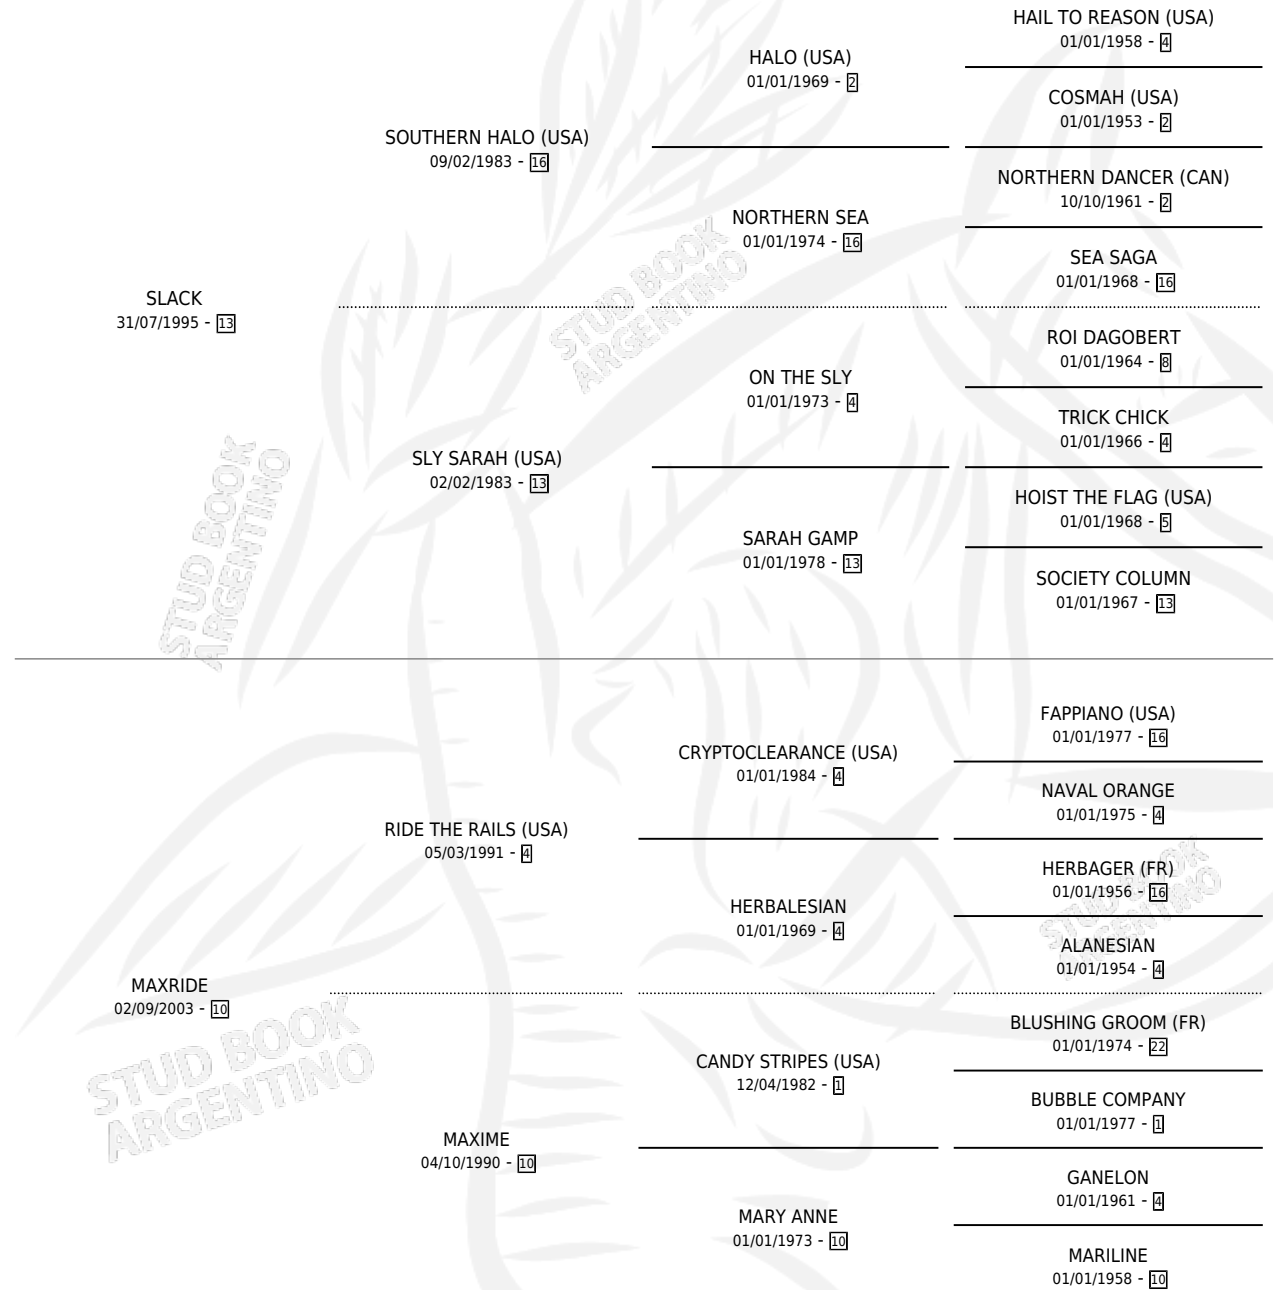 HAIL TO REASON (USA)
01/01/1958 - 4
HALO (USA)
01/01/1969 - 2
COSMAH (USA)
01/01/1953 - 2
SOUTHERN HALO (USA)
09/02/1983 - 16
NORTHERN DANCER (CAN)
10/10/1961 - 2
NORTHERN SEA
01/01/1974 - 16
SEA SAGA
01/01/1968 - 16
SLACK
31/07/1995 - 13
STUD BOOK
ARGENTINO
ROI DAGOBERT
01/01/1964 - 8
ON THE SLY
01/01/1973 - 4
TRICK CHICK
01/01/1966 - 4
SLY SARAH (USA)
02/02/1983 - 13
HOIST THE FLAG (USA)
01/01/1968 - 5
SARAH GAMP
01/01/1978 - 13
SOCIETY COLUMN
01/01/1967 - 13
STUD BOOK
ARGENTINO
FAPPIANO (USA)
01/01/1977 - 16
CRYPTOCLEARANCE (USA)
01/01/1984 - 4
NAVAL ORANGE
01/01/1975 - 4
RIDE THE RAILS (USA)
05/03/1991 - 4
HERBAGER (FR)
01/01/1956 - 16
HERBALESIAN
01/01/1969 - 4
STUD BOOK
ARGENTINO
ALANESIAN
01/01/1954 - 4
MAXRIDE
02/09/2003 - 10
STUD BOOK
ARGENTINO
BLUSHING GROOM (FR)
01/01/1974 - 22
CANDY STRIPES (USA)
12/04/1982 - 1
BUBBLE COMPANY
01/01/1977 - 1
MAXIME
04/10/1990 - 10
GANELON
01/01/1961 - 4
MARY ANNE
01/01/1973 - 10
MARILINE
01/01/1958 - 10